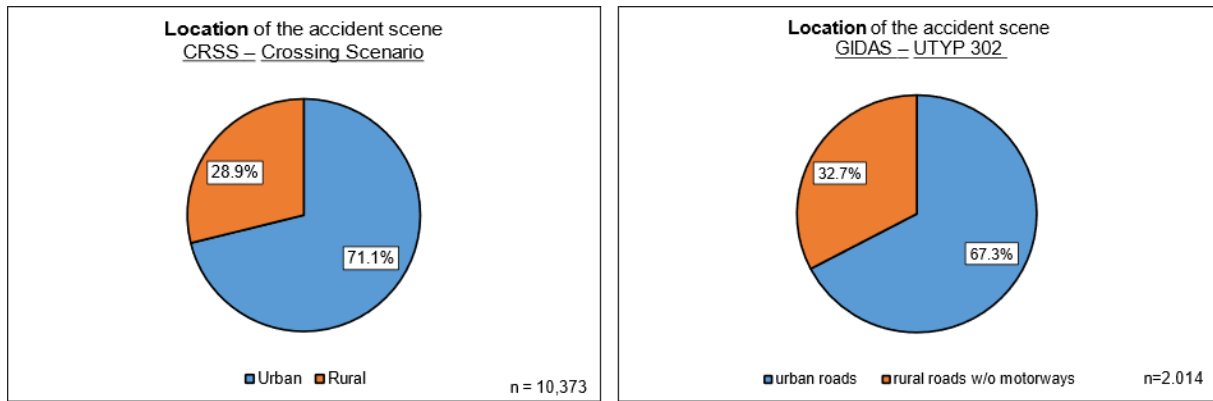 Location of the accident scene
CRSS – Crossing Scenario
28.9%
71.1%
Urban Rural
n = 10,373
Location of the accident scene
GIDAS – UTYP 302
32.7%
67.3%
urban roads rural roads w/o motorways
n=2.014